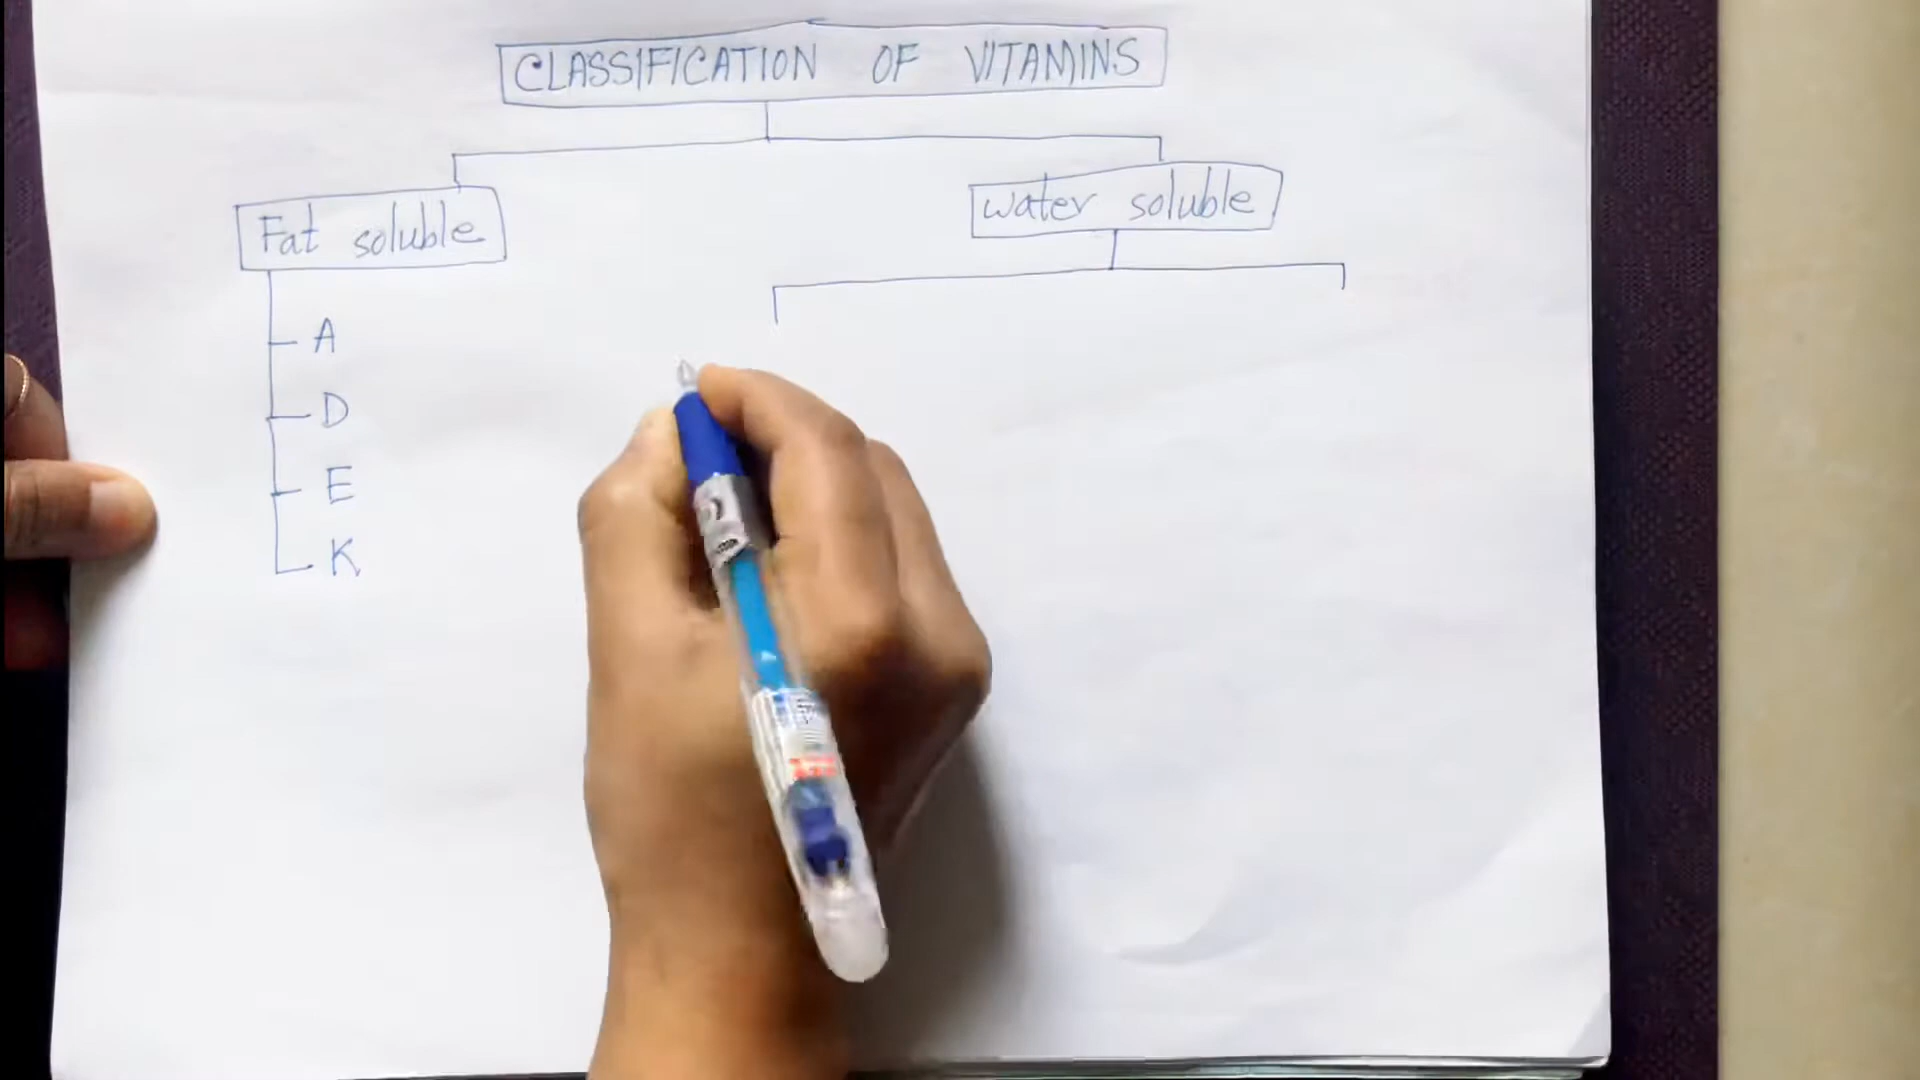 CLASSIFICATION OF VITAMINS
Fat soluble
water soluble
A
D
E
K